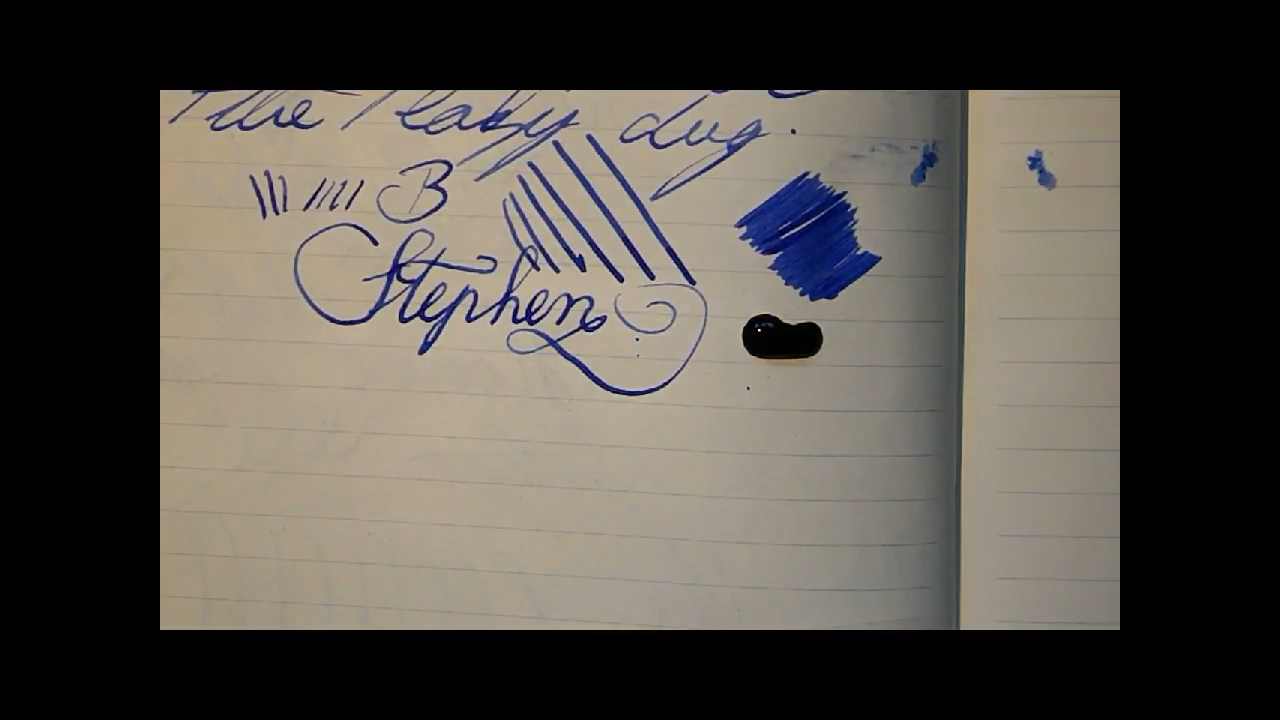 the lazy dog.
B
Stephen